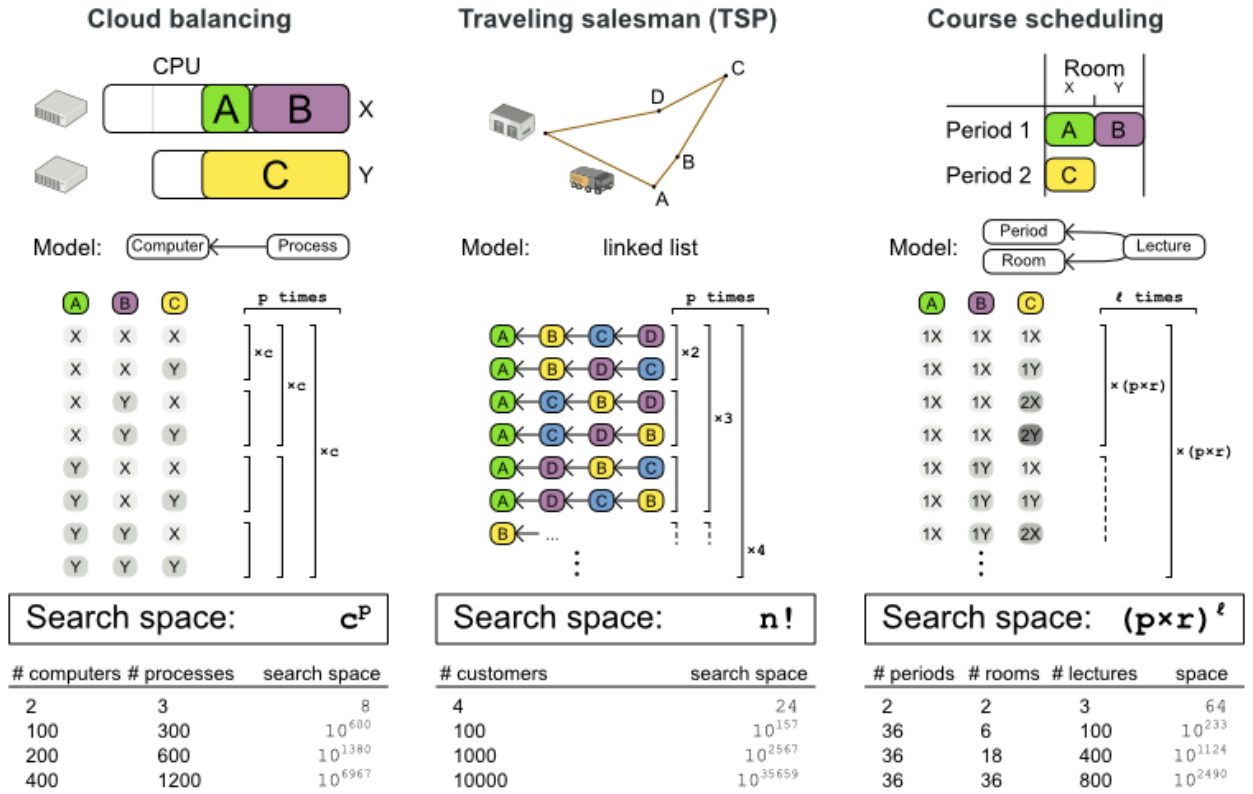 Cloud balancing
CPU
A B X
C Y
Model: Computer Process
A B C p times
X X X
×c
X X Y
×c
X Y X
X Y Y
×c
Y X X
Y X Y
Y Y X
Y Y Y
Search space: c^p
# computers # processes search space
2 3 8
100 300 10^600
200 600 10^1380
400 1200 10^6967
Traveling salesman (TSP)
C
D
B
A
Model: linked list
p times
A B C D
×2
A B D C
A C B D
×3
A C D B
A D B C
A D C B
B ...
×4
Search space: n!
# customers search space
4 24
100 10^157
1000 10^2567
10000 10^35659
Course scheduling
Room
X Y
Period 1 A B
Period 2 C
Period
Model: Lecture
Room
A B C ℓ times
1X 1X 1X
1X 1X 1Y
×(p×r)
1X 1X 2X
1X 1X 2Y
×(p×r)
1X 1Y 1X
1X 1Y 1Y
1X 1Y 2X
Search space: (p×r)^ℓ
# periods # rooms # lectures space
2 2 3 64
36 6 100 10^233
36 18 400 10^1124
36 36 800 10^2490